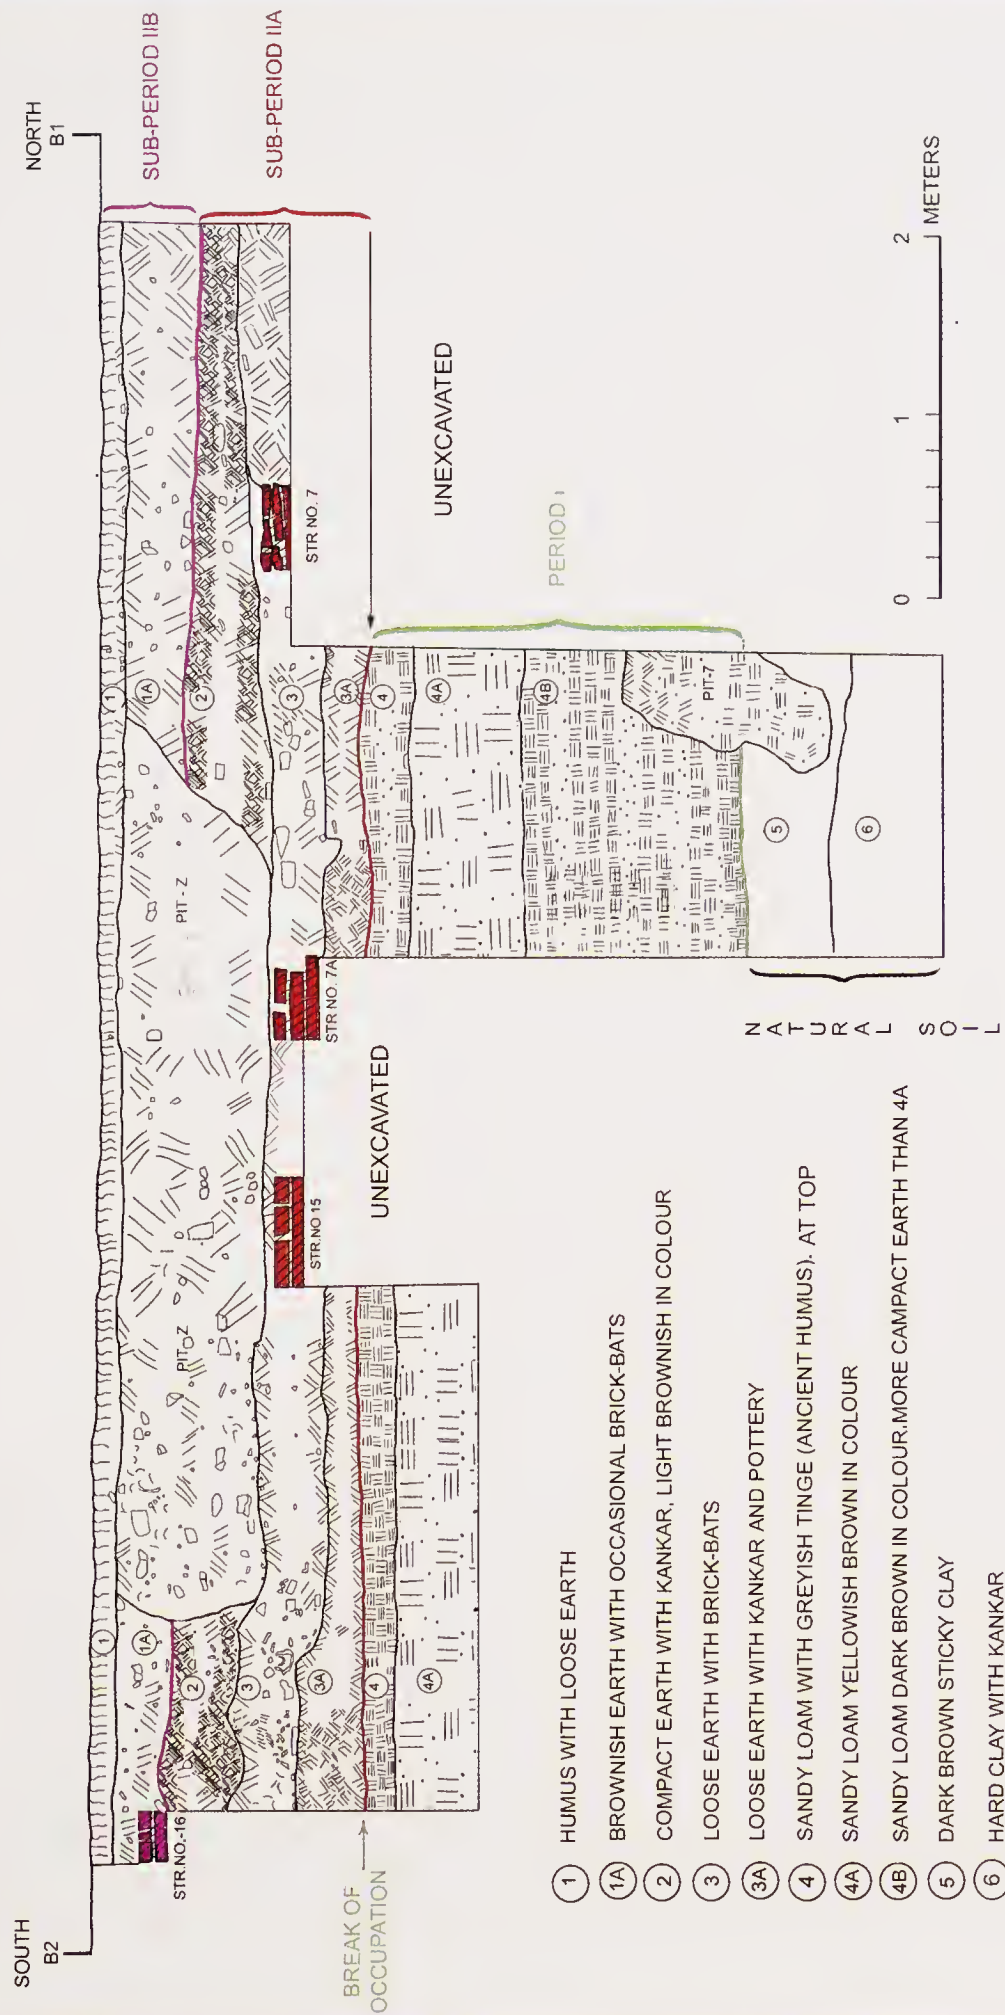 SOUTH
B2
NORTH
B1
SUB-PERIOD IIB
SUB-PERIOD IIA
1
1A
2
3
3A
4
4A
STR.NO.-16
PIT Z
PIT - Z
STR.NO 15
STR NO. 7A
STR NO. 7
1
1A
2
3
3A
4
4A
4B
PIT-7
5
6
BREAK OF
OCCUPATION
UNEXCAVATED
UNEXCAVATED
PERIOD I
NATURAL SOIL
0 1 2 METERS
1 HUMUS WITH LOOSE EARTH
1A BROWNISH EARTH WITH OCCASIONAL BRICK-BATS
2 COMPACT EARTH WITH KANKAR, LIGHT BROWNISH IN COLOUR
3 LOOSE EARTH WITH BRICK-BATS
3A LOOSE EARTH WITH KANKAR AND POTTERY
4 SANDY LOAM WITH GREYISH TINGE (ANCIENT HUMUS). AT TOP
4A SANDY LOAM YELLOWISH BROWN IN COLOUR
4B SANDY LOAM DARK BROWN IN COLOUR.MORE CAMPACT EARTH THAN 4A
5 DARK BROWN STICKY CLAY
6 HARD CLAY WITH KANKAR